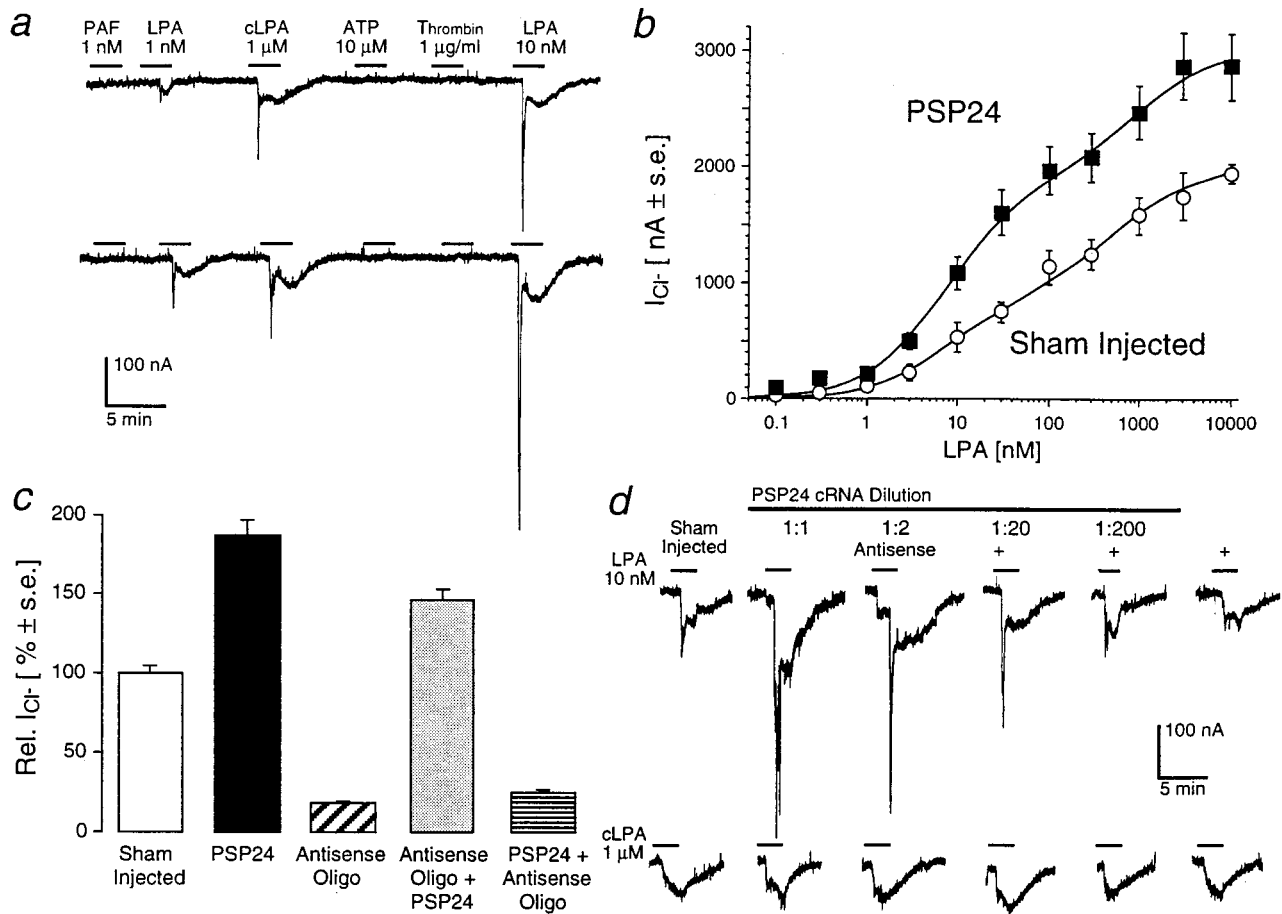 a
PAF LPA cLPA ATP Thrombin LPA
1 nM 1 nM 1 µM 10 µM 1 µg/ml 10 nM
100 nA
5 min
b
3000
2000
1000
0
ICl- [ nA ± s.e.]
PSP24
Sham Injected
0.1 1 10 100 1000 10000
LPA [nM]
c
200
150
100
50
0
Rel. ICl- [ % ± s.e.]
Sham Injected
PSP24
Antisense Oligo
Antisense Oligo + PSP24
PSP24 + Antisense Oligo
d
PSP24 cRNA Dilution
Sham Injected
1:1 1:2 1:20 1:200
Antisense + + +
LPA
10 nM
100 nA
5 min
cLPA
1 µM